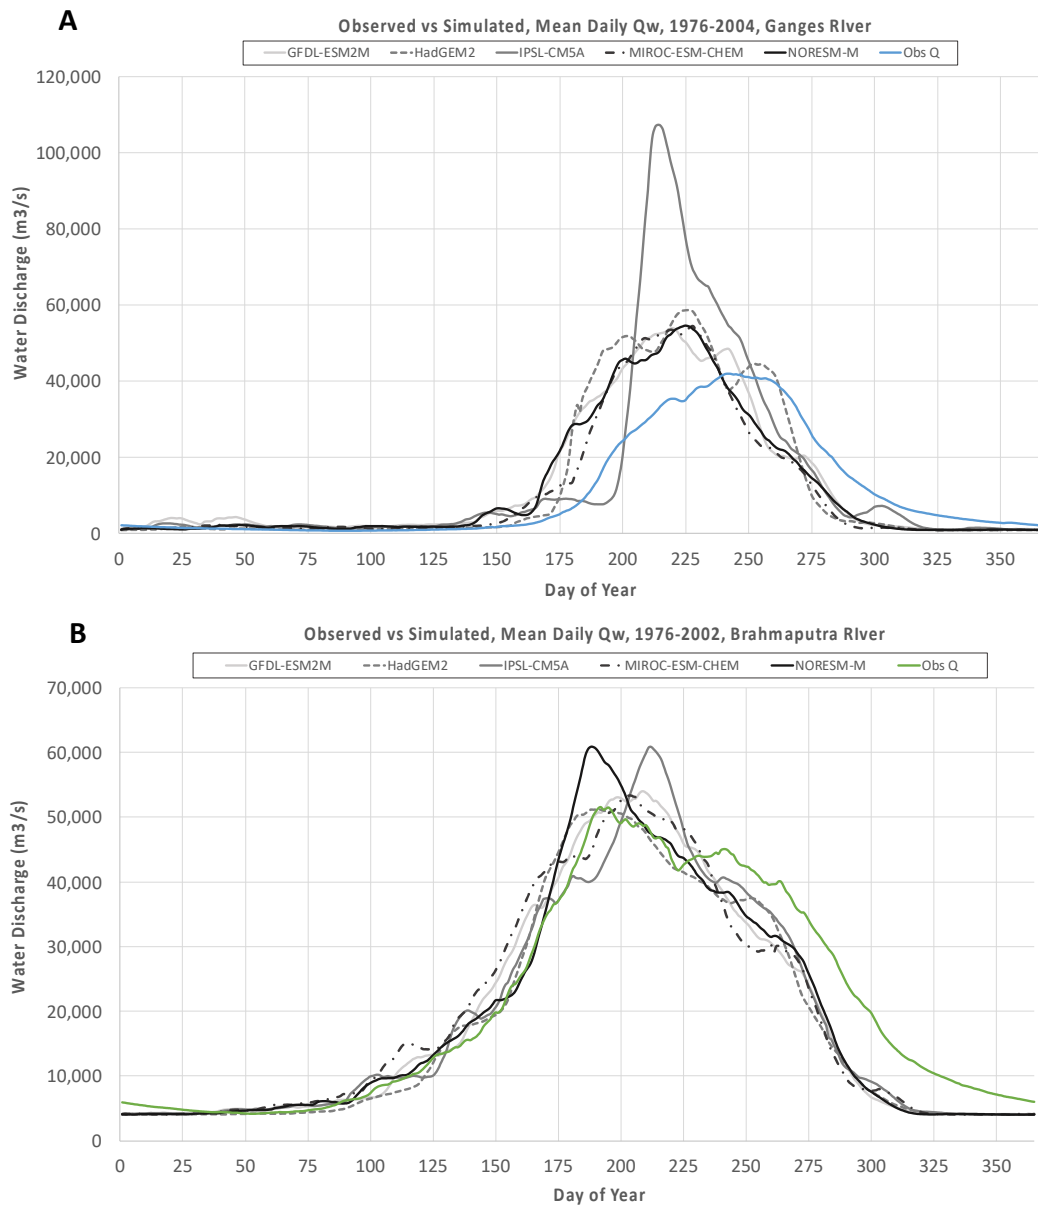 A
Observed vs Simulated, Mean Daily Qw, 1976-2004, Ganges RIver
GFDL-ESM2M HadGEM2 IPSL-CM5A MIROC-ESM-CHEM NORESM-M Obs Q
120,000
100,000
80,000
60,000
40,000
20,000
0
Water Discharge (m3/s)
0 25 50 75 100 125 150 175 200 225 250 275 300 325 350
Day of Year
B
Observed vs Simulated, Mean Daily Qw, 1976-2002, Brahmaputra RIver
GFDL-ESM2M HadGEM2 IPSL-CM5A MIROC-ESM-CHEM NORESM-M Obs Q
70,000
60,000
50,000
40,000
30,000
20,000
10,000
0
Water Discharge (m3/s)
0 25 50 75 100 125 150 175 200 225 250 275 300 325 350
Day of Year